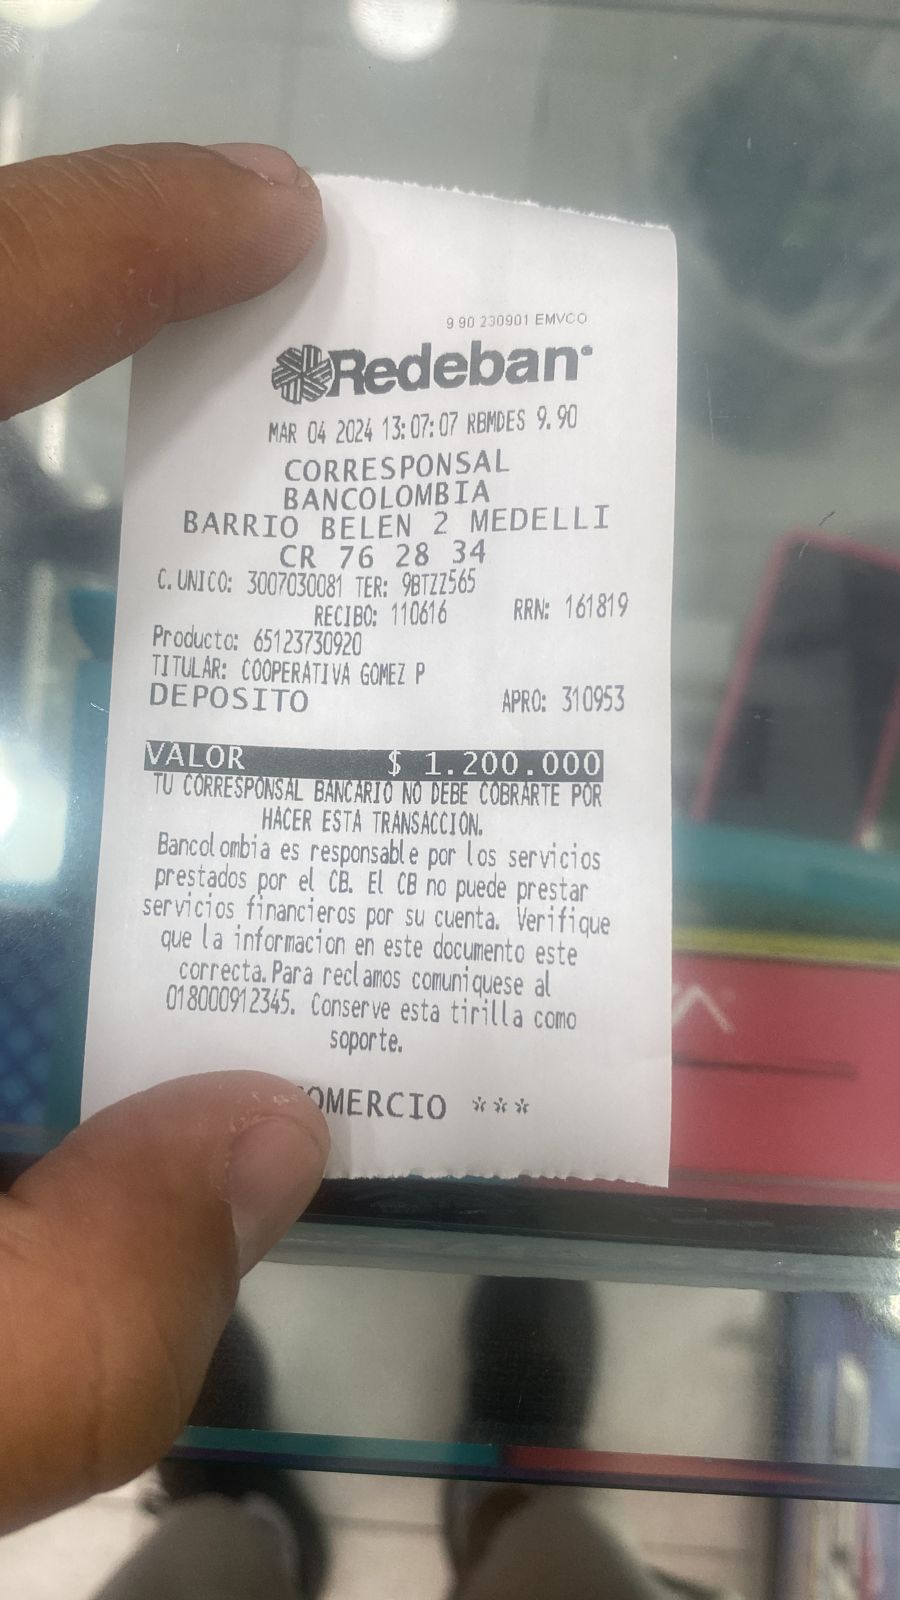 9 90 230901 EMVCO
Redeban
MAR 04 2024 13:07:07 RBMDES 9.90
CORRESPONSAL
BANCOLOMBIA
BARRIO BELEN 2 MEDELLI
CR 76 28 34
C. UNICO: 3007030081 TER: 9BTZZ565
RECIBO: 110616 RRN: 161819
Producto: 65123730920
TITULAR: COOPERATIVA GOMEZ P
DEPOSITO APRO: 310953
VALOR $ 1.200.000
TU CORRESPONSAL BANCARIO NO DEBE COBRARTE POR
HACER ESTA TRANSACCION.
Bancolombia es responsable por los servicios
prestados por el CB. El CB no puede prestar
servicios financieros por su cuenta. Verifique
que la informacion en este documento este
correcta. Para reclamos comuniquese al
018000912345. Conserve esta tirilla como
soporte.
OMERCIO ***